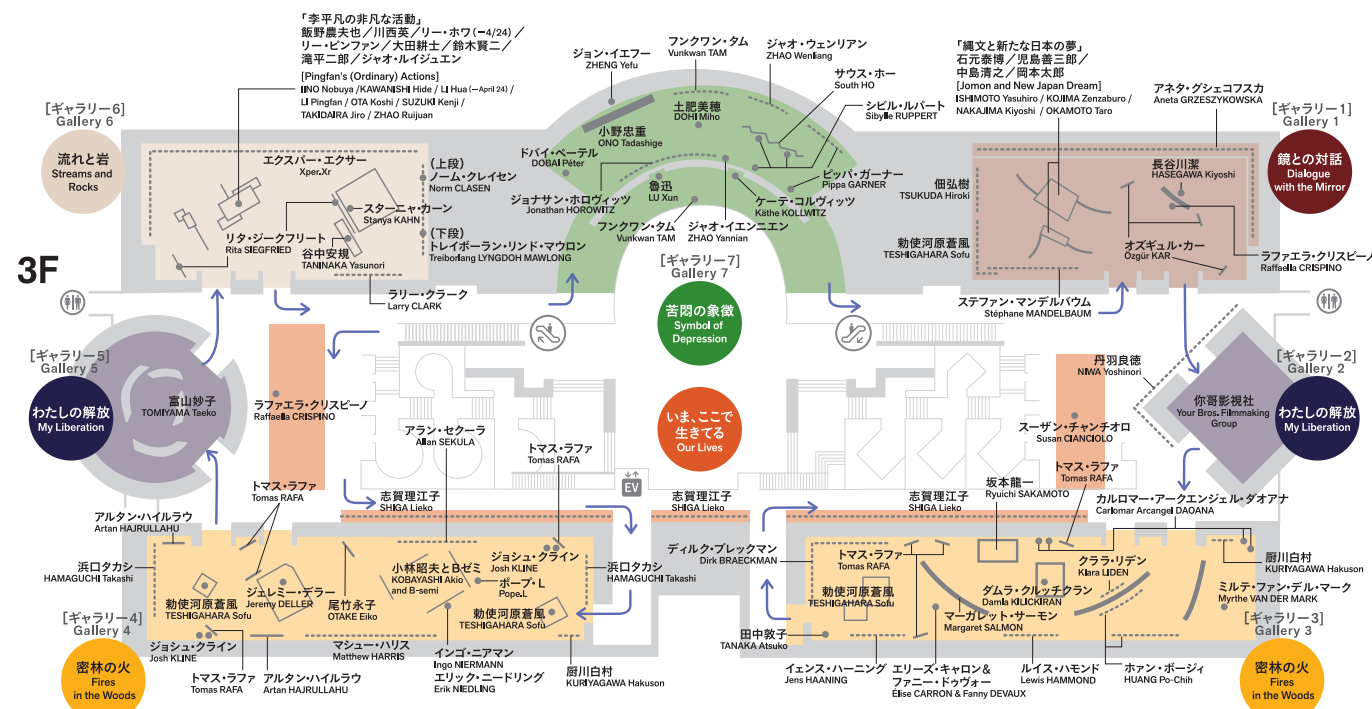 「李平凡の非凡な活動」
飯野農夫也／川西英／リー・ホワ（−4/24）／
リー・ピンファン／大田耕士／鈴木賢二／
滝平二郎／ジャオ・ルイジュエン
[Pingfan's (Ordinary) Actions]
IINO Nobuya /KAWANISHI Hide / LI Hua (−April 24) /
LI Pingfan / OTA Koshi / SUZUKI Kenji /
TAKIDAIRA Jiro / ZHAO Ruijuan
[ギャラリー6]
Gallery 6
流れと岩
Streams and
Rocks
エクスパー・エクサー
Xper.Xr
（上段）
ノーム・クレイセン
Norm CLASEN
スターニャ・カーン
Stanya KAHN
リタ・ジークフリート
Rita SIEGFRIED
谷中安規
TANINAKA Yasunori
（下段）
トレイボーラン・リンド・マウロン
Treiborlang LYNGDOH MAWLONG
ラリー・クラーク
Larry CLARK
3F
ジョン・イエフー
ZHENG Yefu
フンクワン・タム
Vunkwan TAM
ジャオ・ウェンリアン
ZHAO Wenliang
サウス・ホー
South HO
シビル・ルパート
Sibylle RUPPERT
土肥美穂
DOHI Miho
小野忠重
ONO Tadashige
ドバイ・ペーテル
DOBAI Péter
ジョナサン・ホロヴィッツ
Jonathan HOROWITZ
魯迅
LU Xun
ピッパ・ガーナー
Pippa GARNER
ケーテ・コルヴィッツ
Käthe KOLLWITZ
フンクワン・タム
Vunkwan TAM
ジャオ・イエンニエン
ZHAO Yannian
[ギャラリー7]
Gallery 7
苦悶の象徴
Symbol of
Depression
「縄文と新たな日本の夢」
石元泰博／児島善三郎／
中島清之／岡本太郎
[Jomon and New Japan Dream]
ISHIMOTO Yasuhiro / KOJIMA Zenzaburo /
NAKAJIMA Kiyoshi / OKAMOTO Taro
アネタ・グシェコフスカ
Aneta GRZESZYKOWSKA
[ギャラリー1]
Gallery 1
鏡との対話
Dialogue
with the Mirror
長谷川潔
HASEGAWA Kiyoshi
佃弘樹
TSUKUDA Hiroki
勅使河原蒼風
TESHIGAHARA Sofu
オズギュル・カー
Özgür KAR
ラファエラ・クリスピーノ
Raffaella CRISPINO
ステファン・マンデルバウム
Stéphane MANDELBAUM
[ギャラリー5]
Gallery 5
わたしの解放
My Liberation
富山妙子
TOMIYAMA Taeko
ラファエラ・クリスピーノ
Raffaella CRISPINO
アラン・セクーラ
Allan SEKULA
トマス・ラファ
Tomas RAFA
いま、ここで
生きてる
Our Lives
EV
丹羽良徳
NIWA Yoshinori
[ギャラリー2]
Gallery 2
わたしの解放
My Liberation
你哥影視社
Your Bros. Filmmaking
Group
スーザン・チャンチオロ
Susan CIANCIOLO
トマス・ラファ
Tomas RAFA
坂本龍一
Ryuichi SAKAMOTO
カルロマー・アークエンジェル・ダオアナ
Carlomar Arcangel DAOANA
トマス・ラファ
Tomas RAFA
志賀理江子
SHIGA Lieko
志賀理江子
SHIGA Lieko
志賀理江子
SHIGA Lieko
アルタン・ハイルラウ
Artan HAJRULLAHU
浜口タカシ
HAMAGUCHI Takashi
勅使河原蒼風
TESHIGAHARA Sofu
ジェレミー・デラー
Jeremy DELLER
尾竹永子
OTAKE Eiko
小林昭夫とBゼミ
KOBAYASHI Akio
and B-semi
ジョシュ・クライン
Josh KLINE
ポープ・L
Pope.L
勅使河原蒼風
TESHIGAHARA Sofu
浜口タカシ
HAMAGUCHI Takashi
[ギャラリー4]
Gallery 4
密林の火
Fires
in the Woods
ジョシュ・クライン
Josh KLINE
トマス・ラファ
Tomas RAFA
アルタン・ハイルラウ
Artan HAJRULLAHU
マシュー・ハリス
Matthew HARRIS
インゴ・ニアマン
Ingo NIERMANN
エリック・ニードリング
Erik NIEDLING
厨川白村
KURIYAGAWA Hakuson
ディルク・ブレックマン
Dirk BRAECKMAN
トマス・ラファ
Tomas RAFA
勅使河原蒼風
TESHIGAHARA Sofu
ダムラ・クルッチクラン
Damla KILICKIRAN
マーガレット・サーモン
Margaret SALMON
クララ・リデン
Klara LIDEN
厨川白村
KURIYAGAWA Hakuson
ミルテ・ファン・デル・マーク
Myrthe VAN DER MARK
[ギャラリー3]
Gallery 3
密林の火
Fires
in the Woods
田中敦子
TANAKA Atsuko
イェンス・ハーニング
Jens HAANING
エリーズ・キャロン＆
ファニー・ドゥヴォー
Élise CARRON & Fanny DEVAUX
ルイス・ハモンド
Lewis HAMMOND
ホァン・ポージィ
HUANG Po-Chih